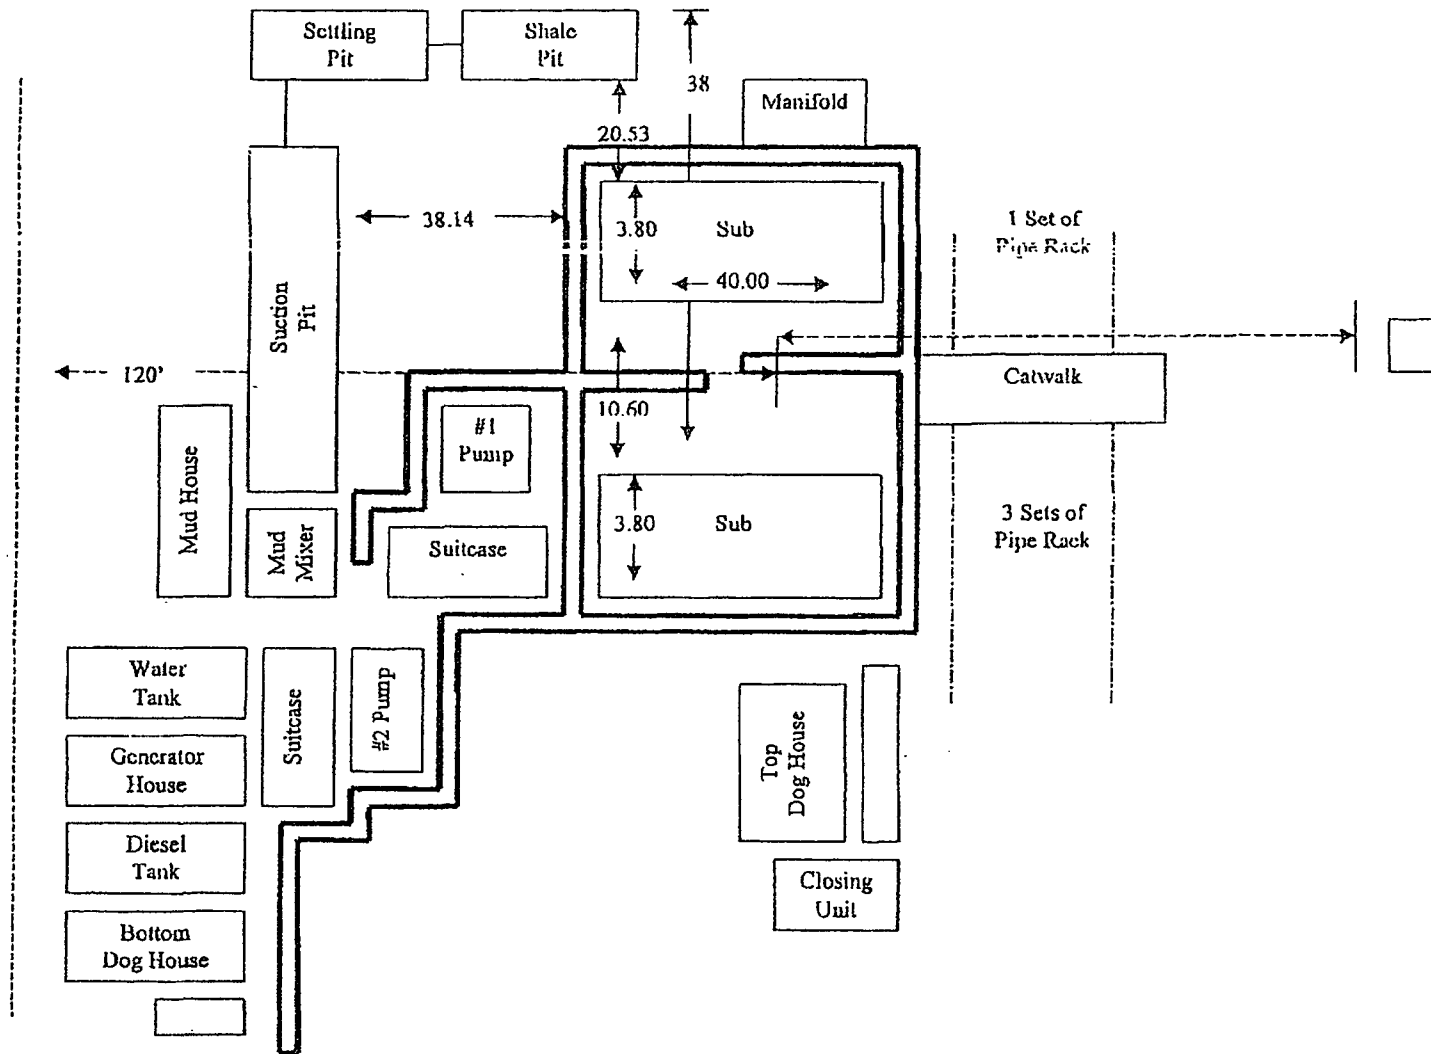 Settling
Pit
Shale
Pit
38
Manifold
20.53
38.14
3.80
Sub
1 Set of
Pipe Rack
40.00
Suction
Pit
120'
Catwalk
10.60
#1
Pump
Mud House
Mud
Mixer
Suitcase
3.80
Sub
3 Sets of
Pipe Rack
Water
Tank
Suitcase
#2 Pump
Generator
House
Top
Dog House
Diesel
Tank
Closing
Unit
Bottom
Dog House